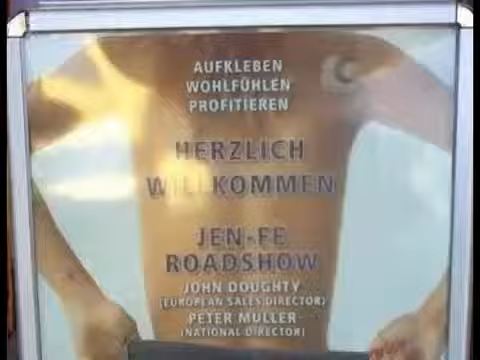 AUFKLEBEN
WOHLFÜHLEN
PROFITIEREN
HERZLICH
WILLKOMMEN
JEN-FE
ROADSHOW
JOHN DOUGHTY
(EUROPEAN SALES DIRECTOR)
PETER MULLER
(NATIONAL DIRECTOR)